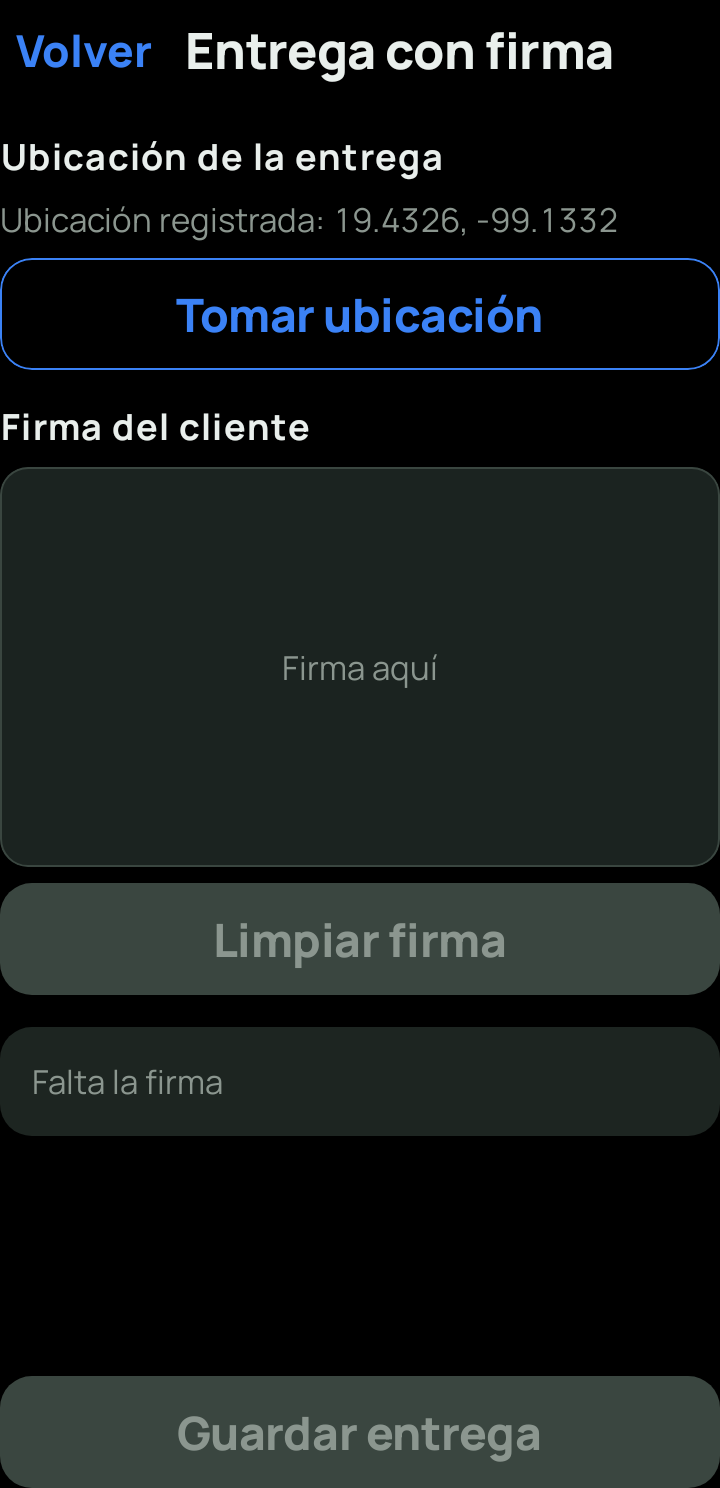 Volver Entrega con firma
Ubicación de la entrega
Ubicación registrada: 19.4326, -99.1332
Tomar ubicación
Firma del cliente
Firma aquí
Limpiar firma
Falta la firma
Guardar entrega